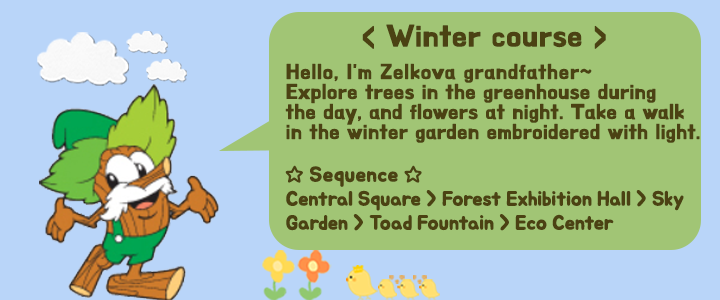 < Winter course >
Hello, I'm Zelkova grandfather~
Explore trees in the greenhouse during
the day, and flowers at night. Take a walk
in the winter garden embroidered with light.
☆ Sequence ☆
Central Square > Forest Exhibition Hall > Sky
Garden > Toad Fountain > Eco Center